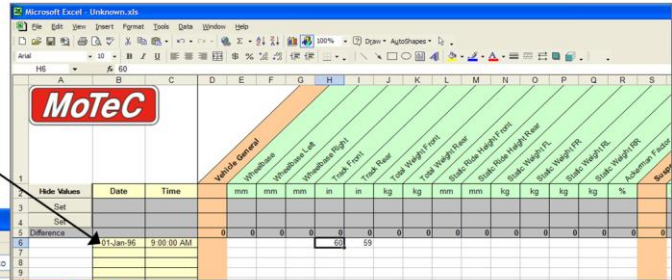 Microsoft Excel - Unknown.xls
File Edit View Insert Format Tools Data Window Help
100% Draw AutoShapes
Arial 10 B I U
H6 fx 60
A B C D E F G H I J K L M N O P Q R S
MoTeC
Vehicle General Wheelbase Wheelbase Left Wheelbase Right Track Front Track Rear Total Weight Front Total Weight Rear Static Ride Height Front Static Ride Height Rear Static Weight FL Static Weight FR Static Weight RL Static Weight RR Ackerman Factor
1
2 Hide Values Date Time mm mm mm in in kg kg mm mm kg kg kg kg %
3 Set
4 Set
5 Difference 0 0 0 0 0 0 0 0 0 0 0 0 0 0 0 0
6 01-Jan-96 9:00:00 AM 60 59
7
8
9